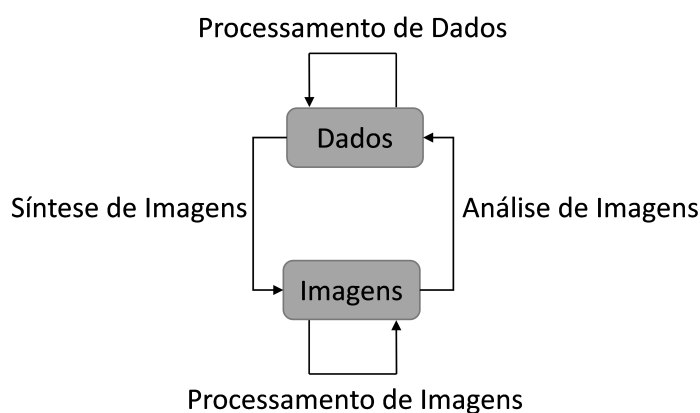 Processamento de Dados
Dados
Síntese de Imagens
Análise de Imagens
Imagens
Processamento de Imagens